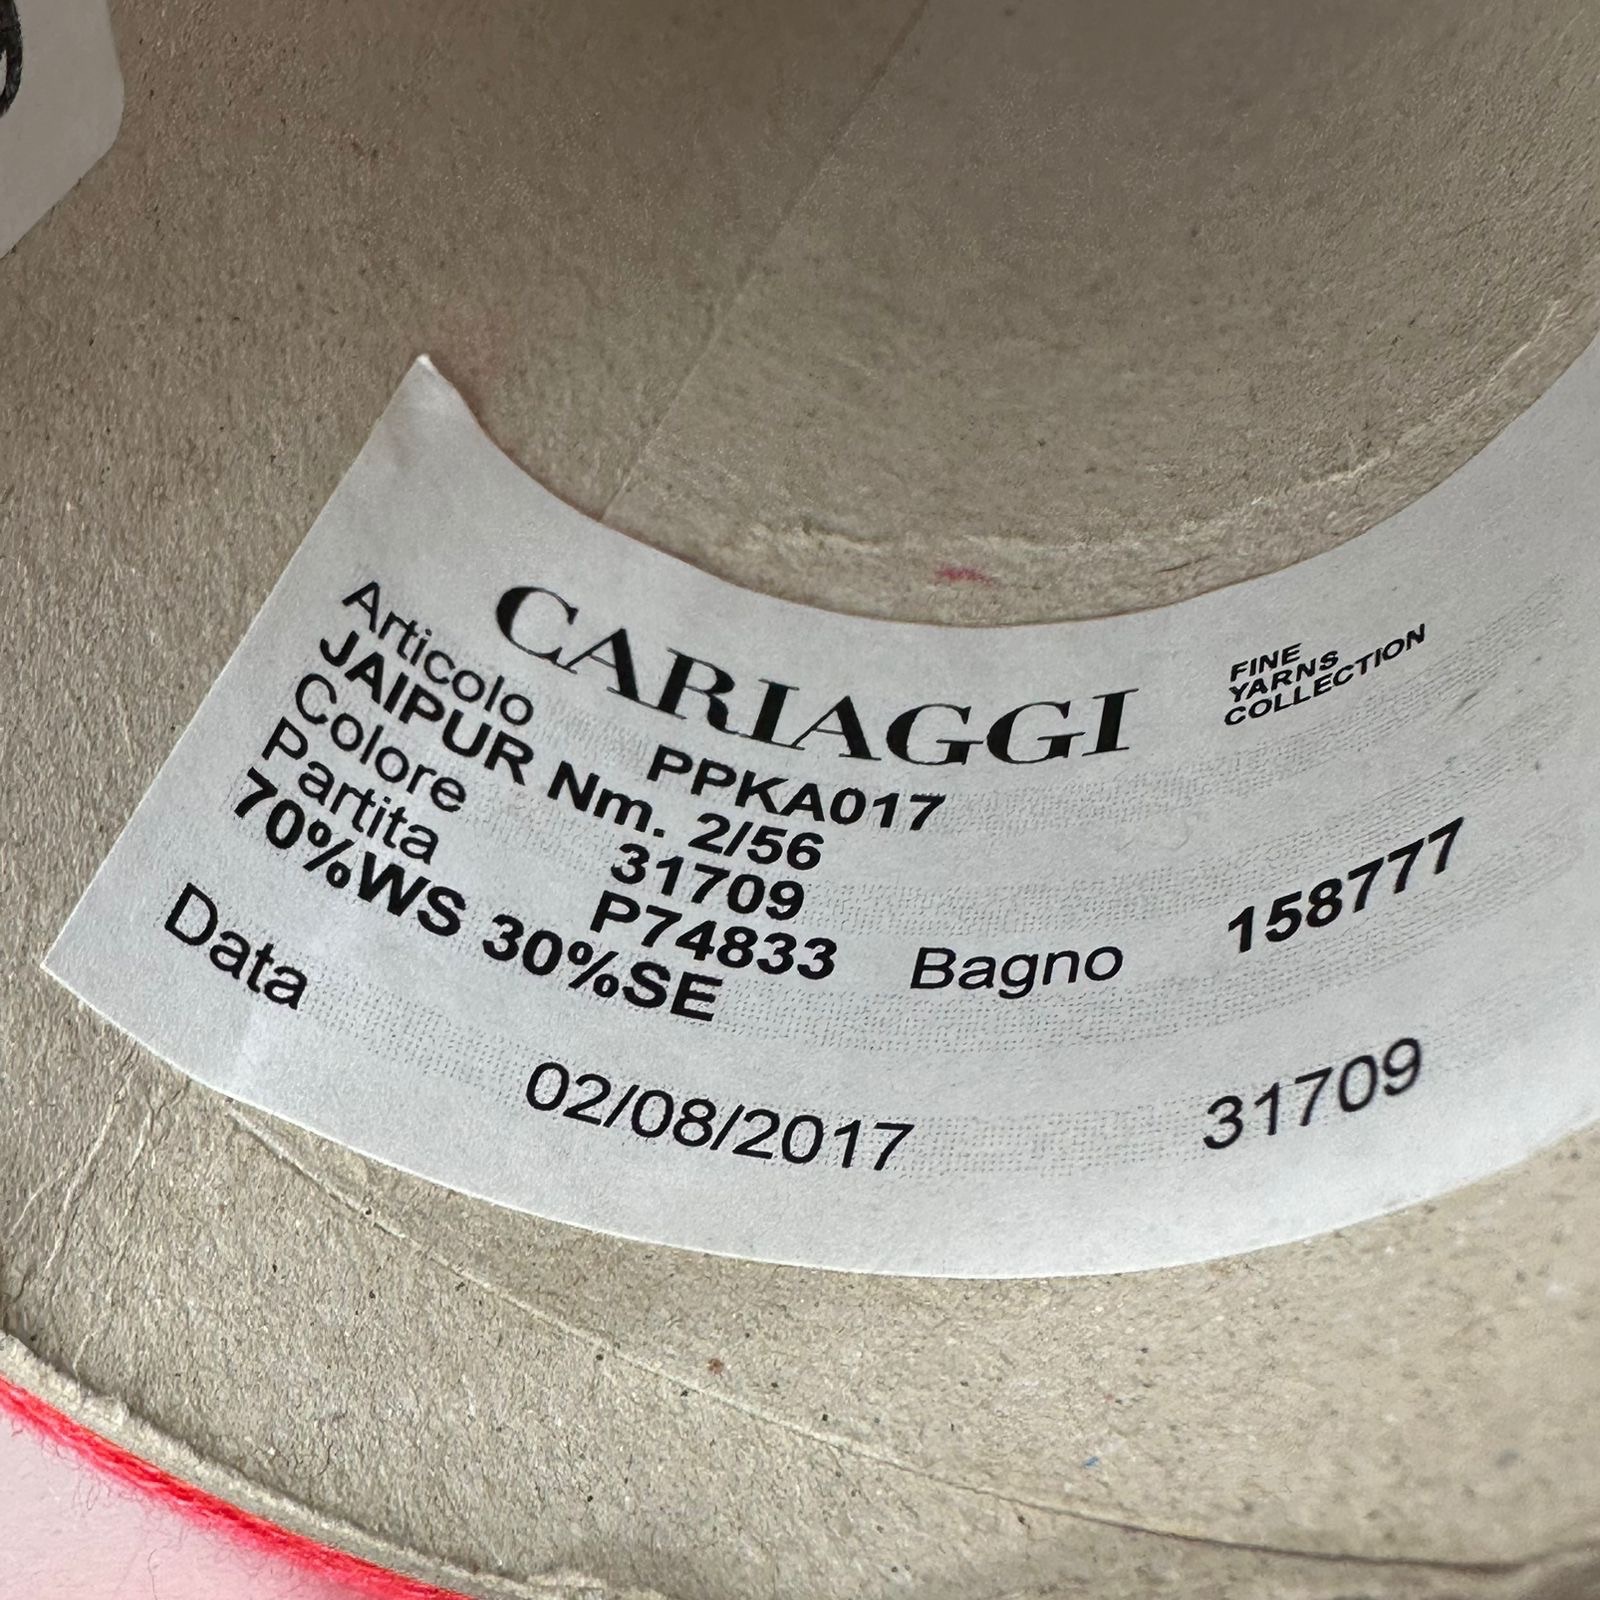 CARIAGGI
FINE
YARNS
COLLECTION
Articolo PPKA017
JAIPUR Nm. 2/56
Colore 31709
Partita P74833 Bagno 158777
70%WS 30%SE
Data 02/08/2017 31709